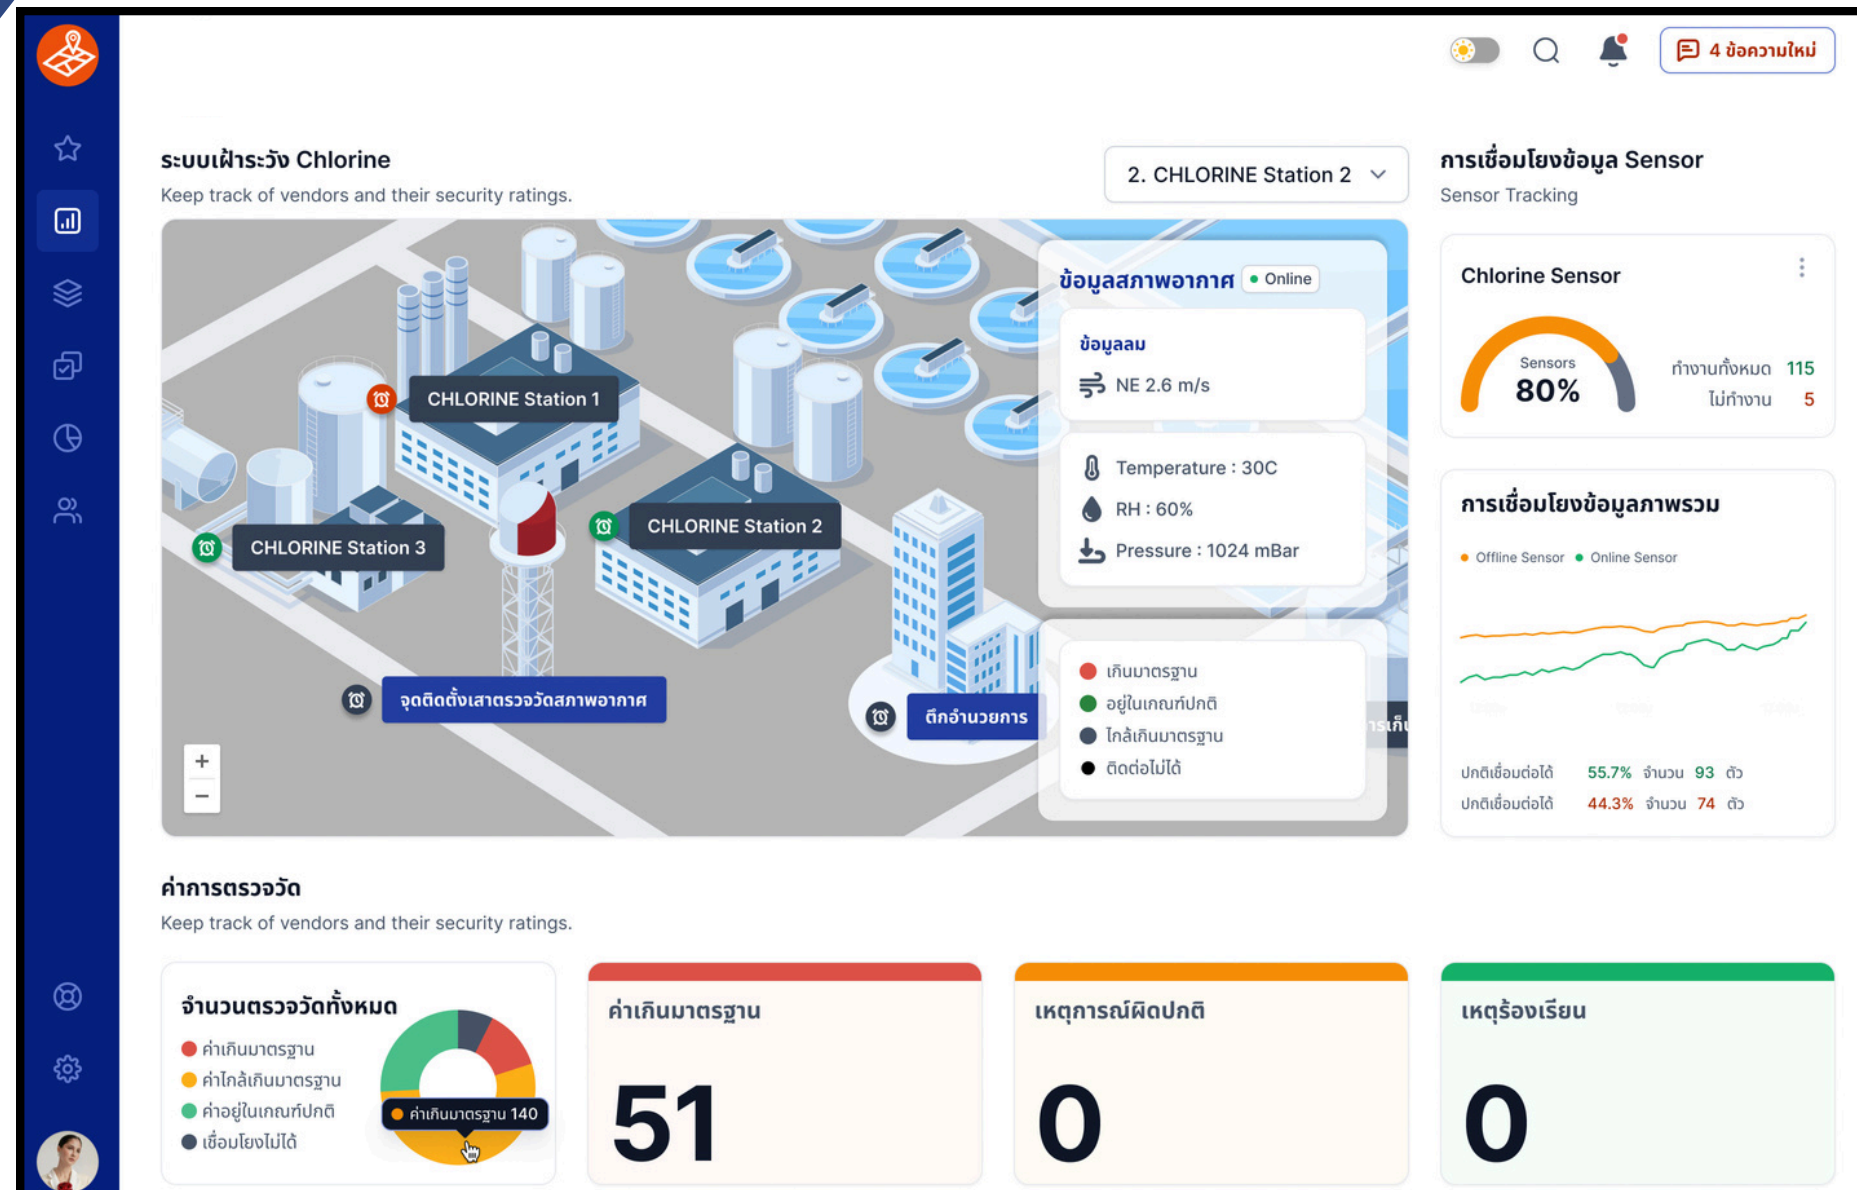 4 ข้อความใหม่
ระบบเฝ้าระวัง Chlorine
Keep track of vendors and their security ratings.
2. CHLORINE Station 2
CHLORINE Station 1
CHLORINE Station 2
CHLORINE Station 3
จุดติดตั้งเสาตรวจวัดสภาพอากาศ
ตึกอำนวยการ
+
−
ข้อมูลสภาพอากาศ
Online
ข้อมูลลม
NE 2.6 m/s
Temperature : 30C
RH : 60%
Pressure : 1024 mBar
เกินมาตรฐาน
อยู่ในเกณฑ์ปกติ
ใกล้เกินมาตรฐาน
ติดต่อไม่ได้
การเชื่อมโยงข้อมูล Sensor
Sensor Tracking
Chlorine Sensor
Sensors
80%
ทำงานทั้งหมด 115
ไม่ทำงาน 5
การเชื่อมโยงข้อมูลภาพรวม
Offline Sensor Online Sensor
ปกติเชื่อมต่อได้ 55.7% จำนวน 93 ตัว
ปกติเชื่อมต่อได้ 44.3% จำนวน 74 ตัว
ค่าการตรวจวัด
Keep track of vendors and their security ratings.
จำนวนตรวจวัดทั้งหมด
ค่าเกินมาตรฐาน
ค่าใกล้เกินมาตรฐาน
ค่าอยู่ในเกณฑ์ปกติ
เชื่อมโยงไม่ได้
ค่าเกินมาตรฐาน 140
ค่าเกินมาตรฐาน
51
เหตุการณ์ผิดปกติ
0
เหตุร้องเรียน
0